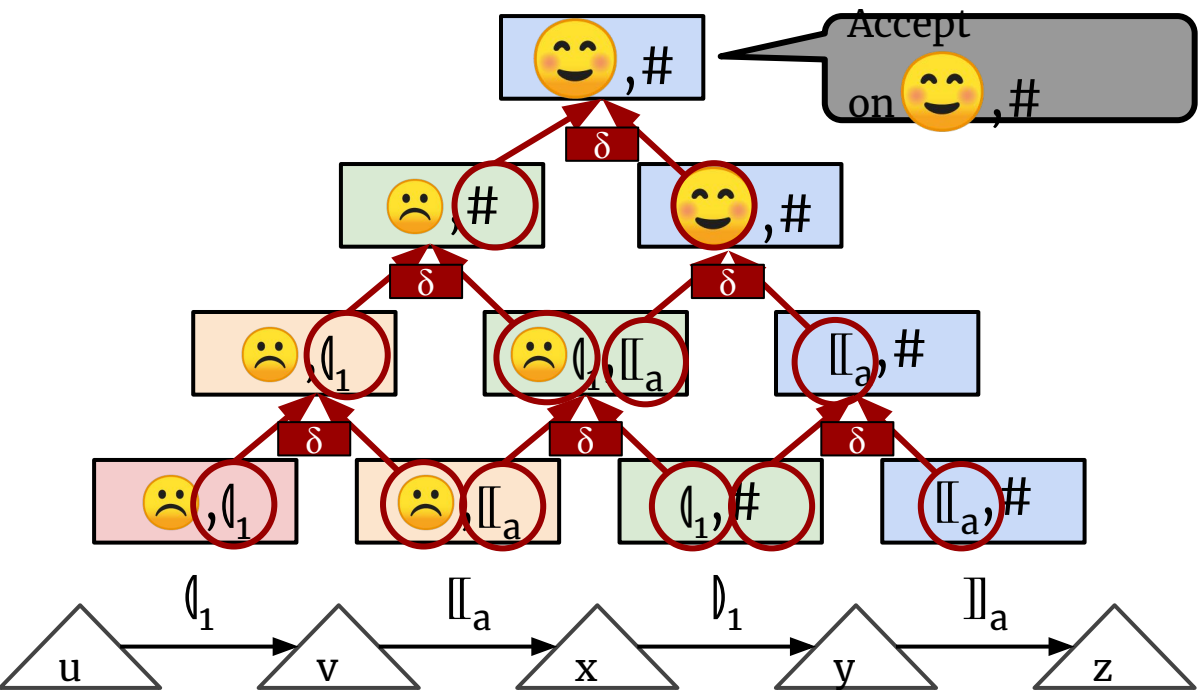 😊,#
Accept
on 😊,#
δ
☹,# 😊,#
δ δ
☹,⦇₁ ☹⦇₁,⟦ₐ ⟦ₐ,#
δ δ δ
☹,⦇₁ ☹,⟦ₐ ⦇₁,# ⟦ₐ,#
⦇₁ ⟦ₐ ⦈₁ ⟧ₐ
u v x y z